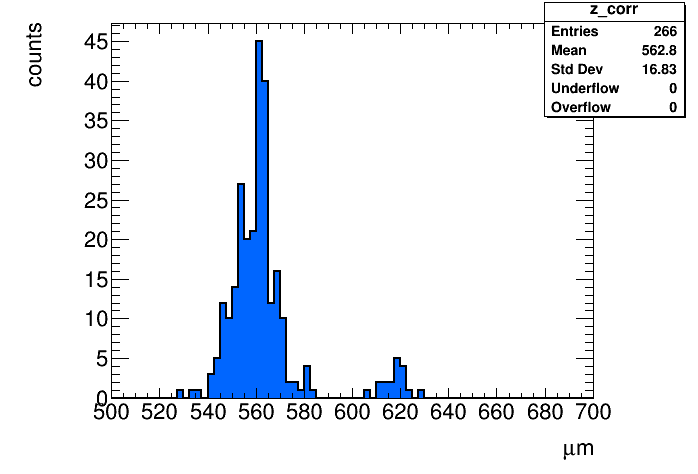 z_corr
Entries 266
Mean 562.8
Std Dev 16.83
Underflow 0
Overflow 0
counts
45
40
35
30
25
20
15
10
5
0
500 520 540 560 580 600 620 640 660 680 700
μm